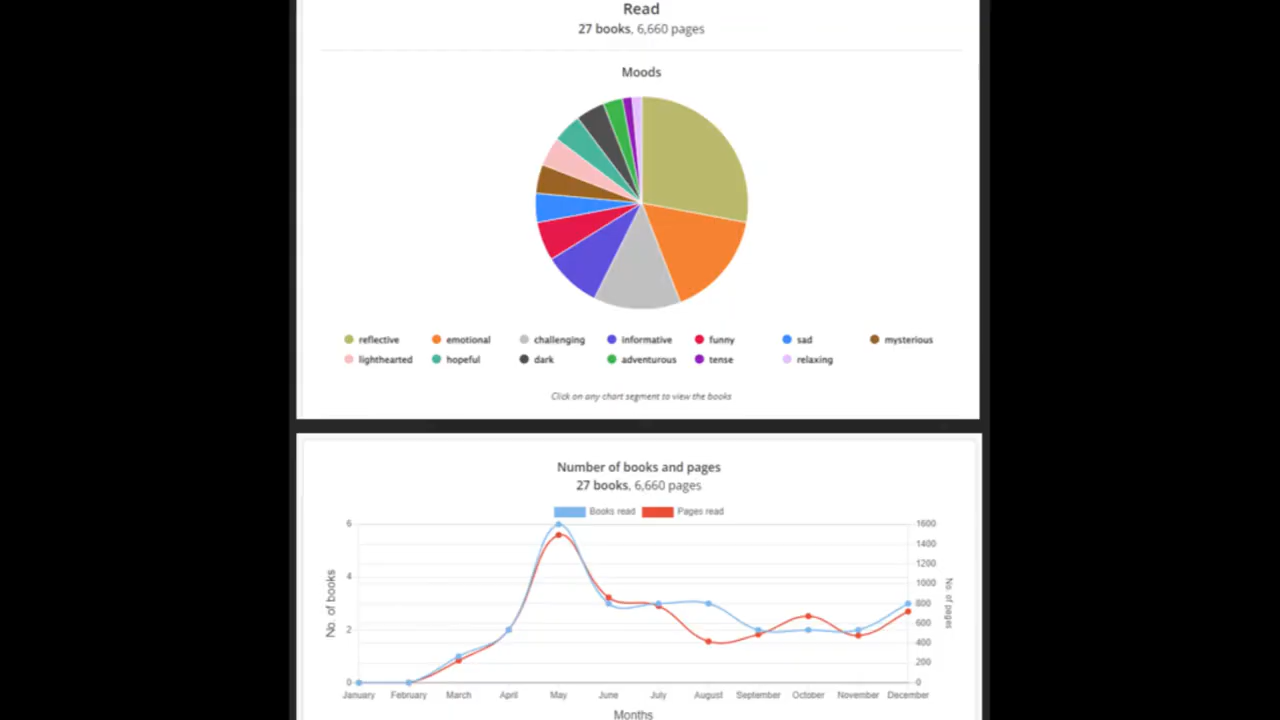 Read
27 books, 6,660 pages
Moods
reflective emotional challenging informative funny sad mysterious
lighthearted hopeful dark adventurous tense relaxing
Click on any chart segment to view the books
Number of books and pages
27 books, 6,660 pages
Books read Pages read
6 1600
1400
1200
4 1000
800
600
2 400
200
0 0
No. of books
No. of pages
January February March April May June July August September October November December
Months